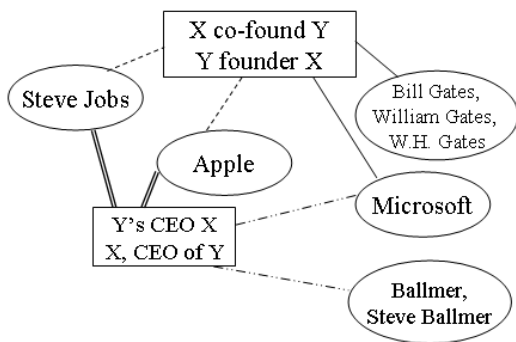 X co-found Y
Y founder X
Steve Jobs
Bill Gates,
William Gates,
W.H. Gates
Apple
Microsoft
Y's CEO X
X, CEO of Y
Ballmer,
Steve Ballmer